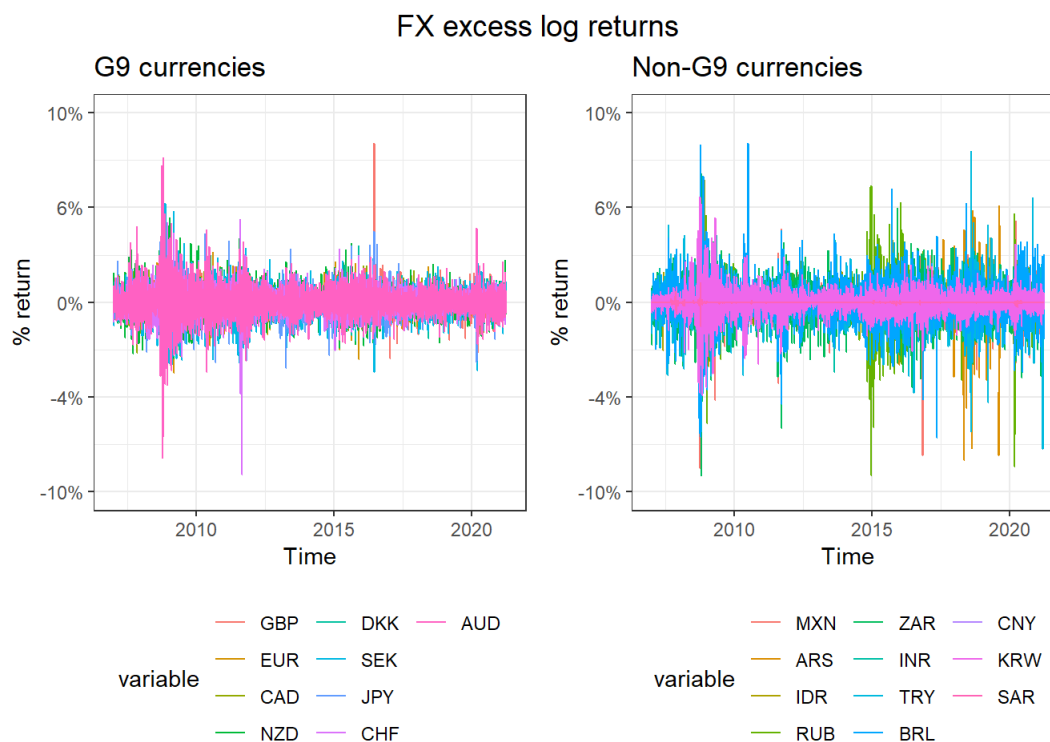 FX excess log returns
G9 currencies
Non-G9 currencies
% return
10%
6%
0%
-4%
-10%
2010 2015 2020
Time
% return
10%
6%
0%
-4%
-10%
2010 2015 2020
Time
variable
GBP DKK AUD
EUR SEK
CAD JPY
NZD CHF
variable
MXN ZAR CNY
ARS INR KRW
IDR TRY SAR
RUB BRL